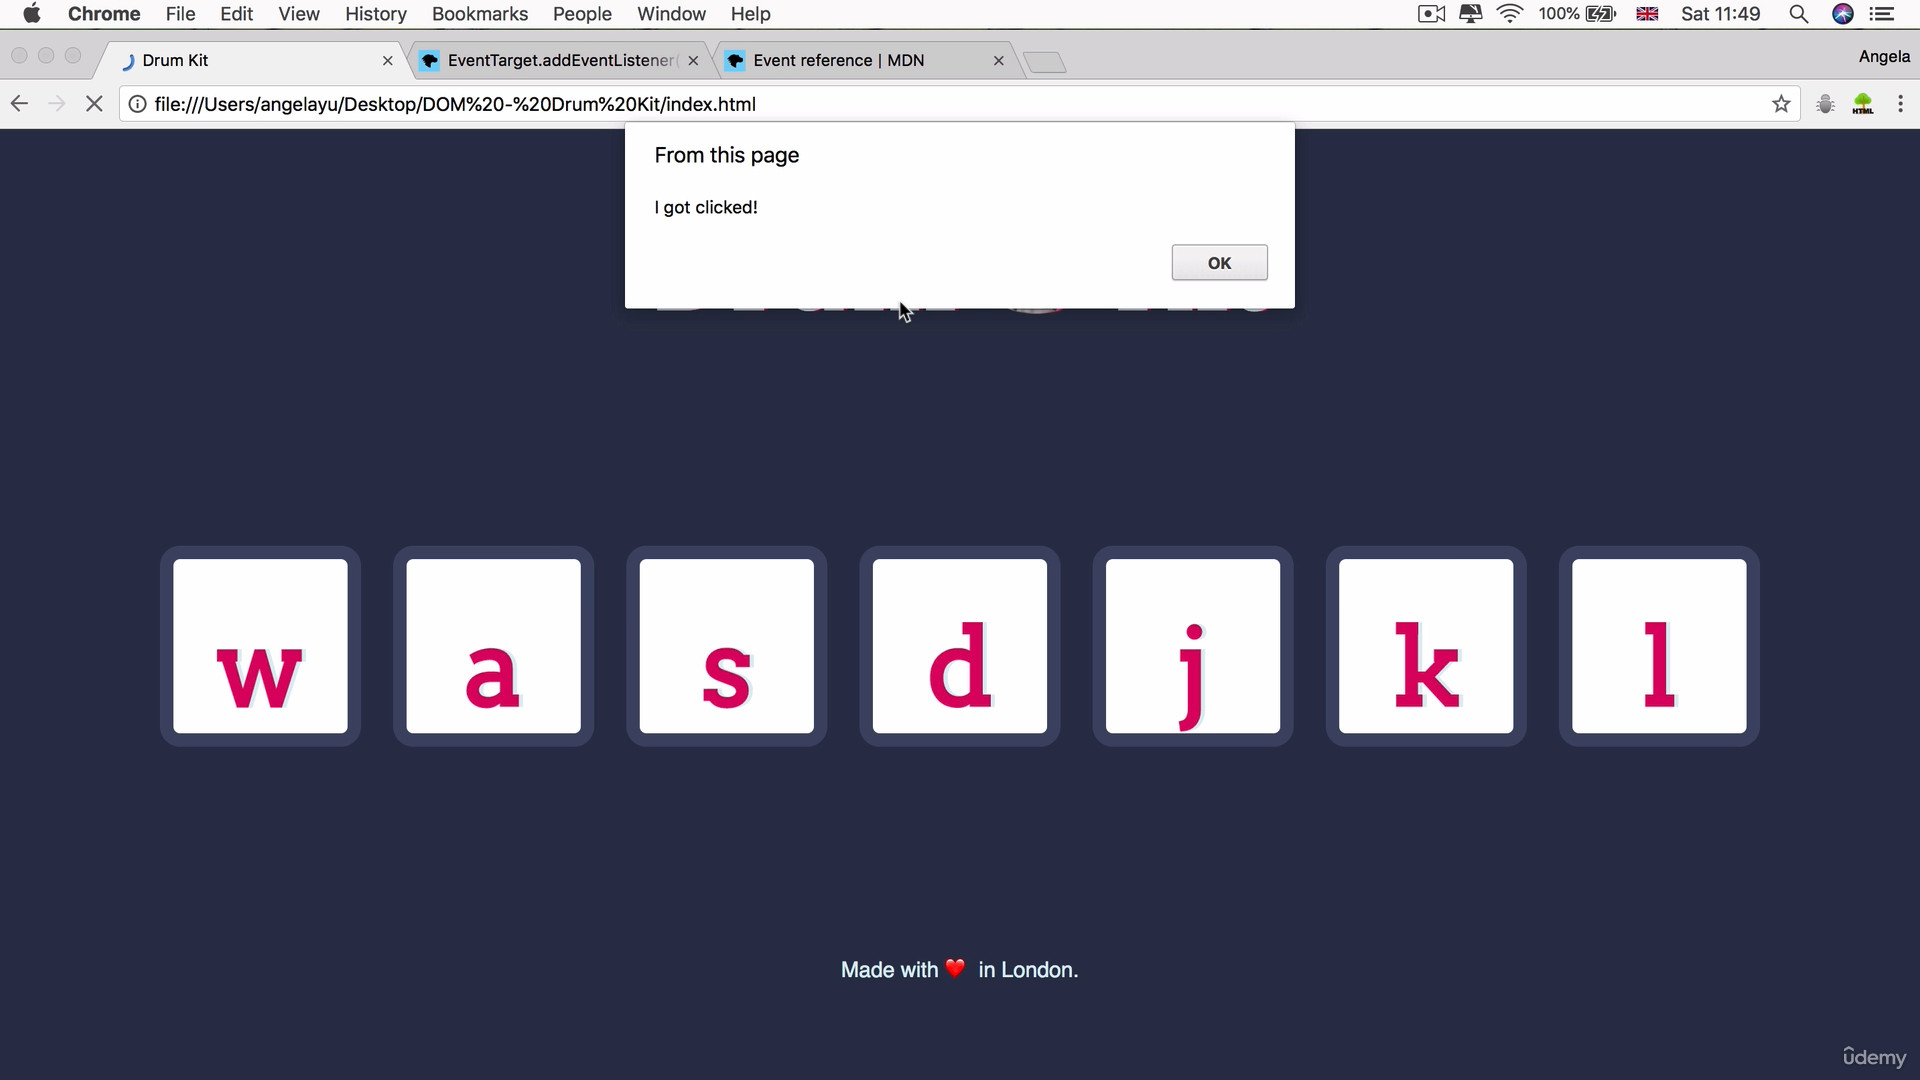 Chrome File Edit View History Bookmarks People Window Help 100% Sat 11:49
Drum Kit EventTarget.addEventListener( Event reference | MDN Angela
file:///Users/angelayu/Desktop/DOM%20-%20Drum%20Kit/index.html
HTML
From this page
I got clicked!
OK
w a s d j k l
Made with ❤️ in London.
ûdemy